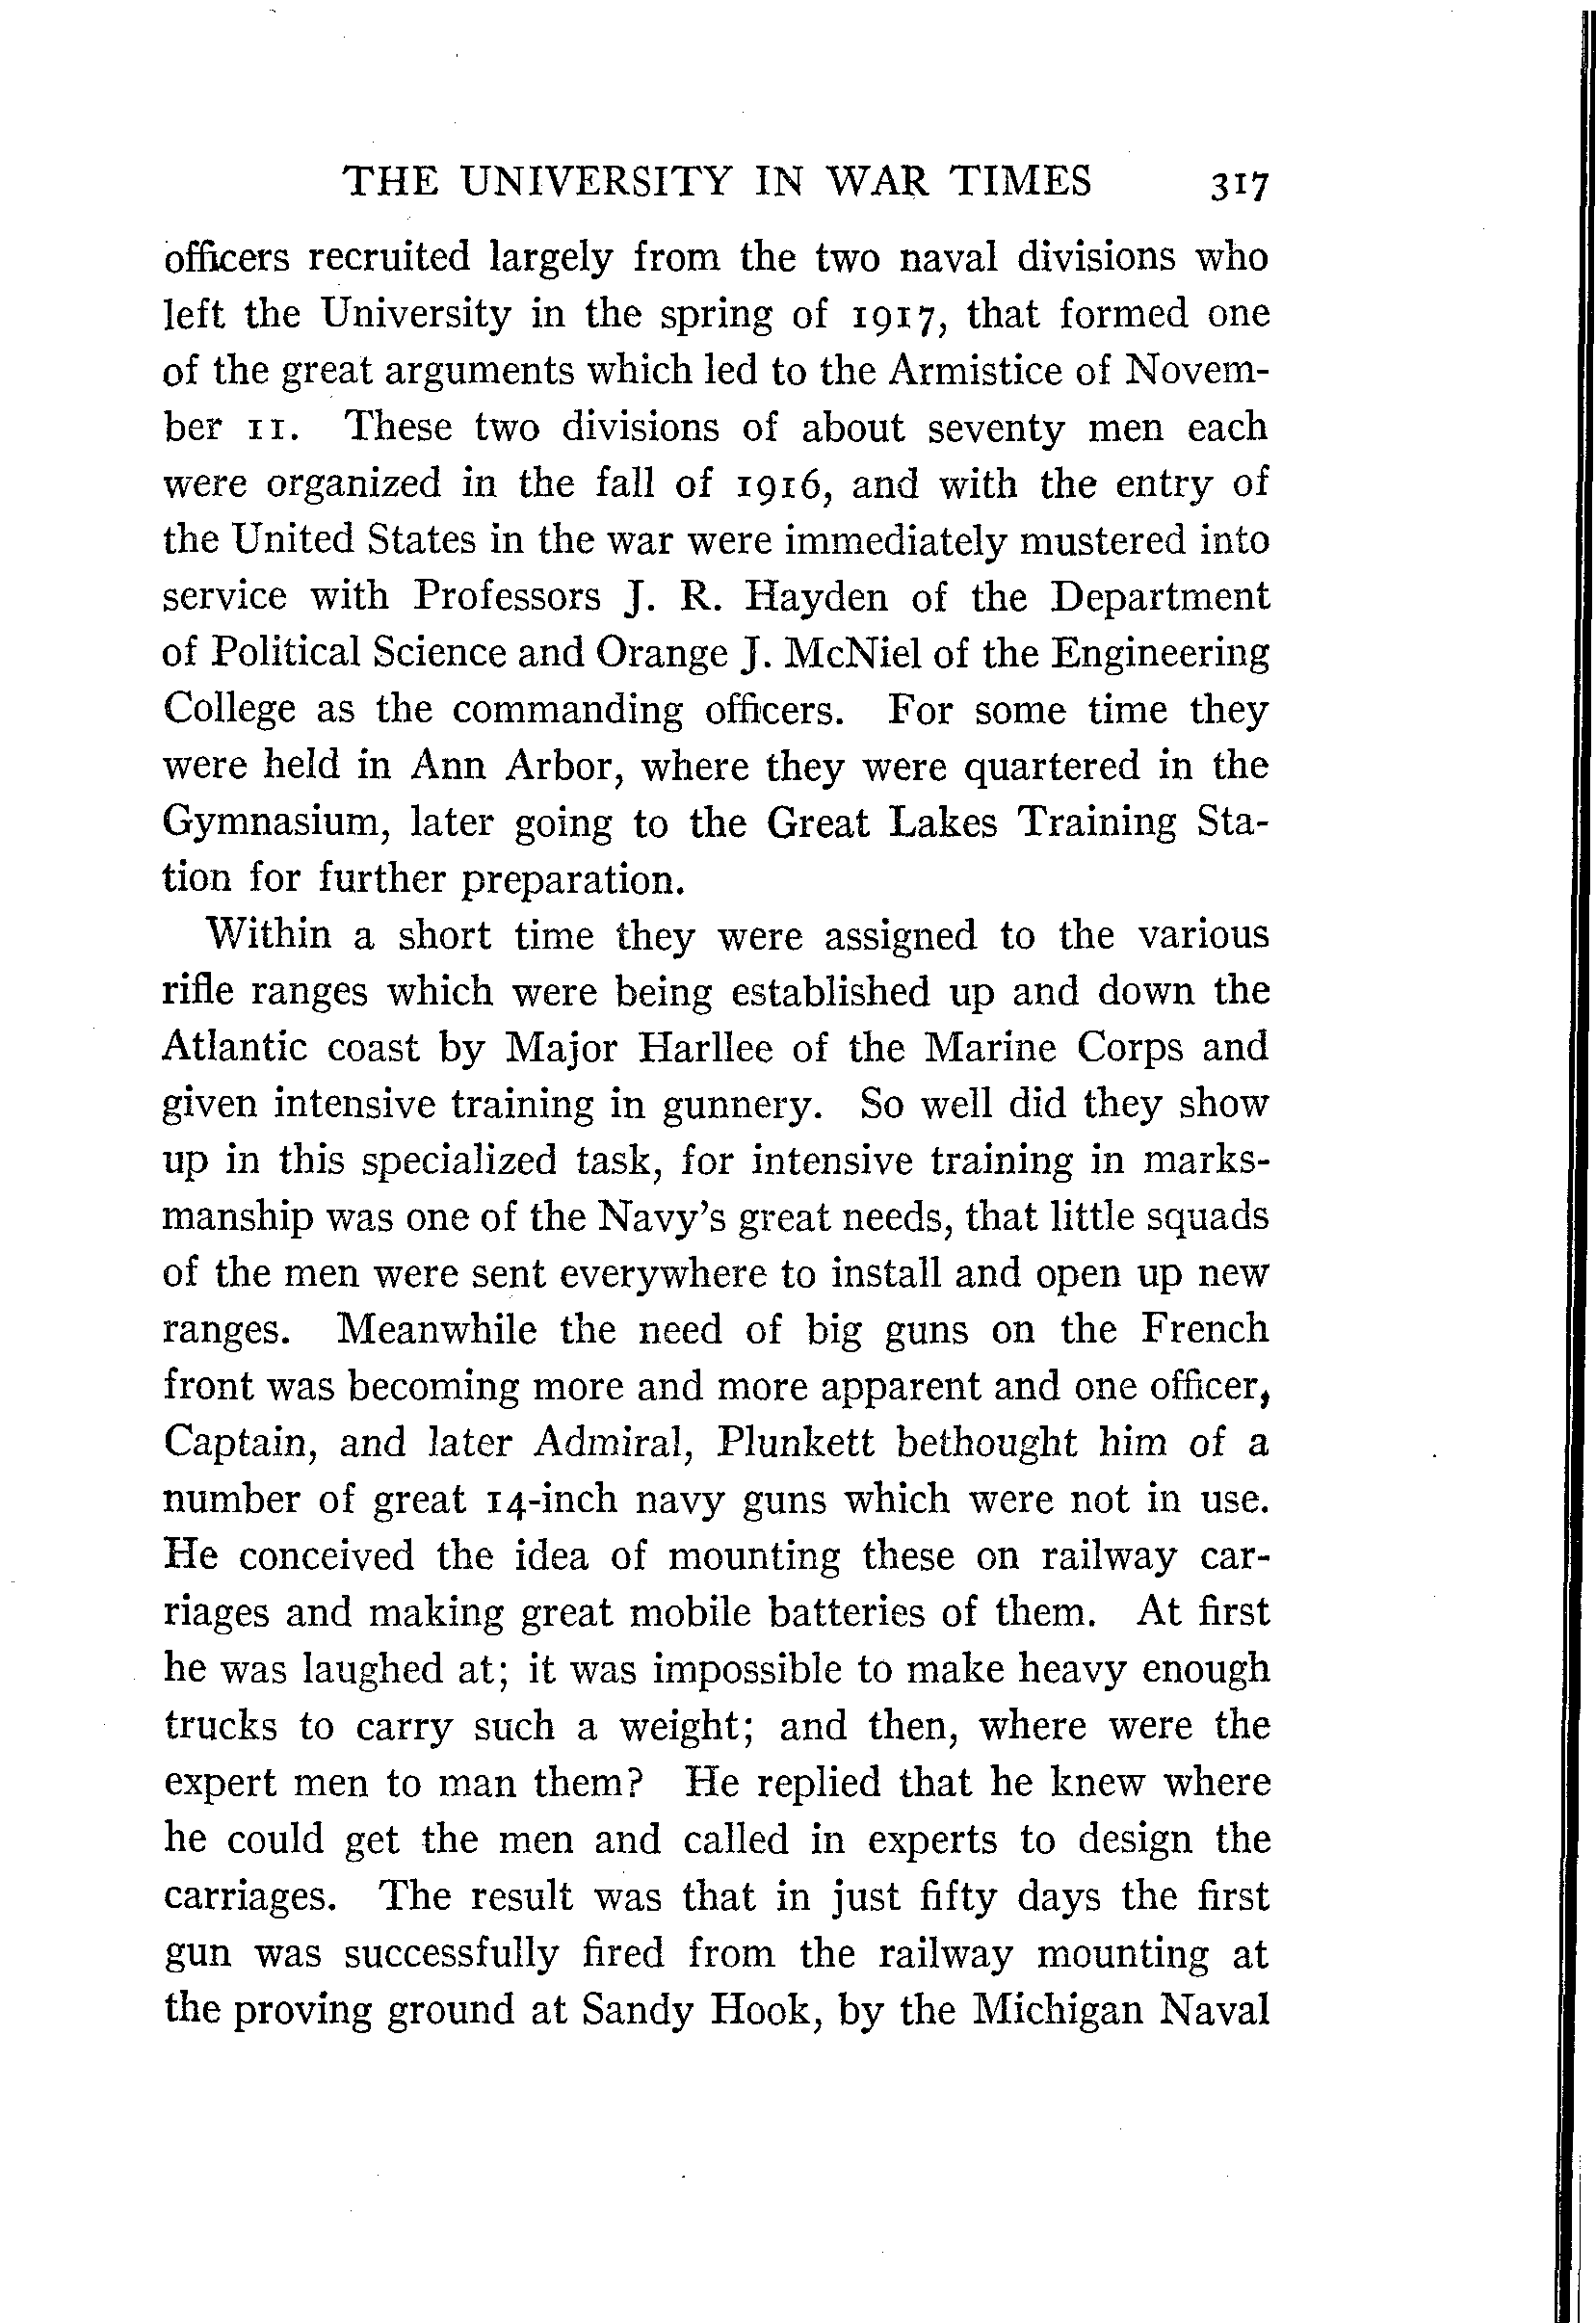 THE UNIVERSITY IN WAR TIMES 317
officers recruited largely from the two naval divisions who
left the University in the spring of 1917, that formed one
of the great arguments which led to the Armistice of Novem-
ber 11. These two divisions of about seventy men each
were organized in the fall of 1916, and with the entry of
the United States in the war were immediately mustered into
service with Professors J. R. Hayden of the Department
of Political Science and Orange J. McNiel of the Engineering
College as the commanding officers. For some time they
were held in Ann Arbor, where they were quartered in the
Gymnasium, later going to the Great Lakes Training Sta-
tion for further preparation.
Within a short time they were assigned to the various
rifle ranges which were being established up and down the
Atlantic coast by Major Harllee of the Marine Corps and
given intensive training in gunnery. So well did they show
up in this specialized task, for intensive training in marks-
manship was one of the Navy's great needs, that little squads
of the men were sent everywhere to install and open up new
ranges. Meanwhile the need of big guns on the French
front was becoming more and more apparent and one officer,
Captain, and later Admiral, Plunkett bethought him of a
number of great 14-inch navy guns which were not in use.
He conceived the idea of mounting these on railway car-
riages and making great mobile batteries of them. At first
he was laughed at; it was impossible to make heavy enough
trucks to carry such a weight; and then, where were the
expert men to man them? He replied that he knew where
he could get the men and called in experts to design the
carriages. The result was that in just fifty days the first
gun was successfully fired from the railway mounting at
the proving ground at Sandy Hook, by the Michigan Naval